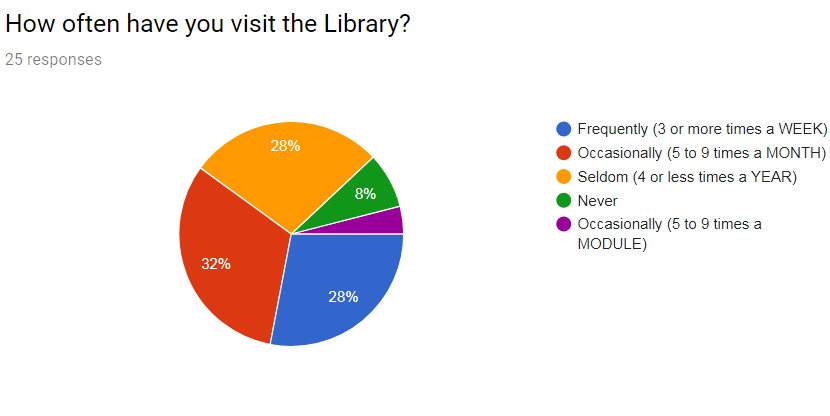 How often have you visit the Library?
25 responses
28%
8%
32%
28%
Frequently (3 or more times a WEEK)
Occasionally (5 to 9 times a MONTH)
Seldom (4 or less times a YEAR)
Never
Occasionally (5 to 9 times a
MODULE)